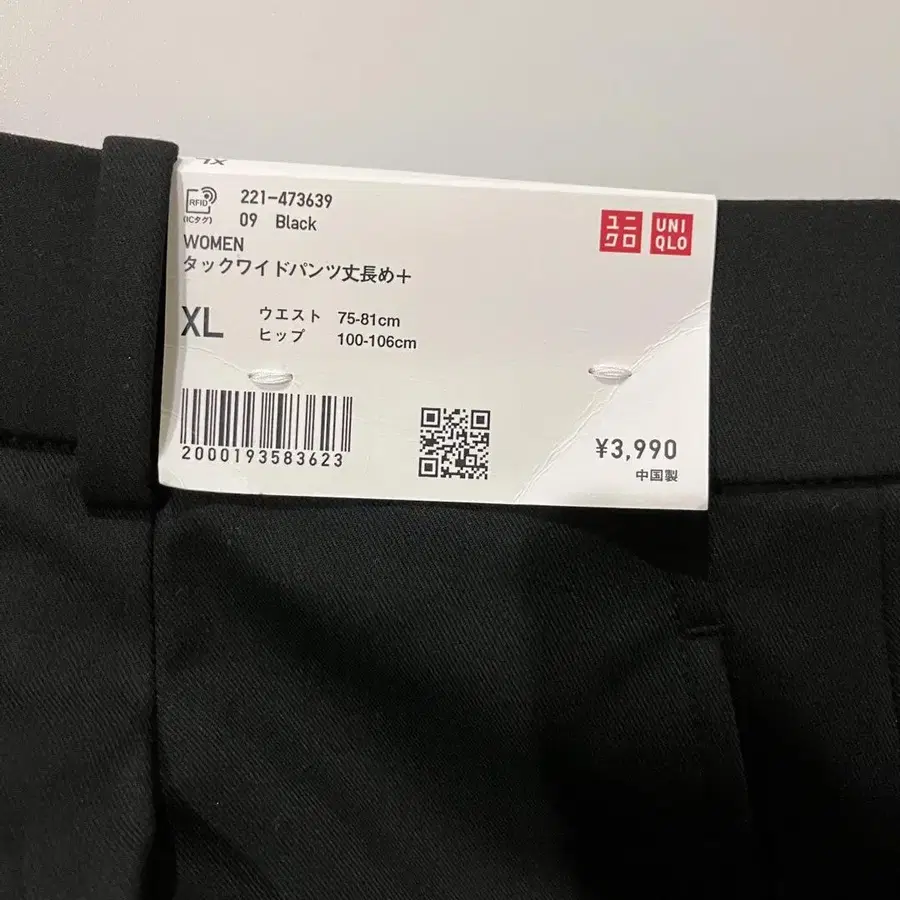 XL
RFID
(ICタグ)
221-473639
09 Black
ユニ
クロ
UNI
QLO
WOMEN
タックワイドパンツ丈長め+
XL
ウエスト 75-81cm
ヒップ 100-106cm
2000193583623
¥3,990
中国製